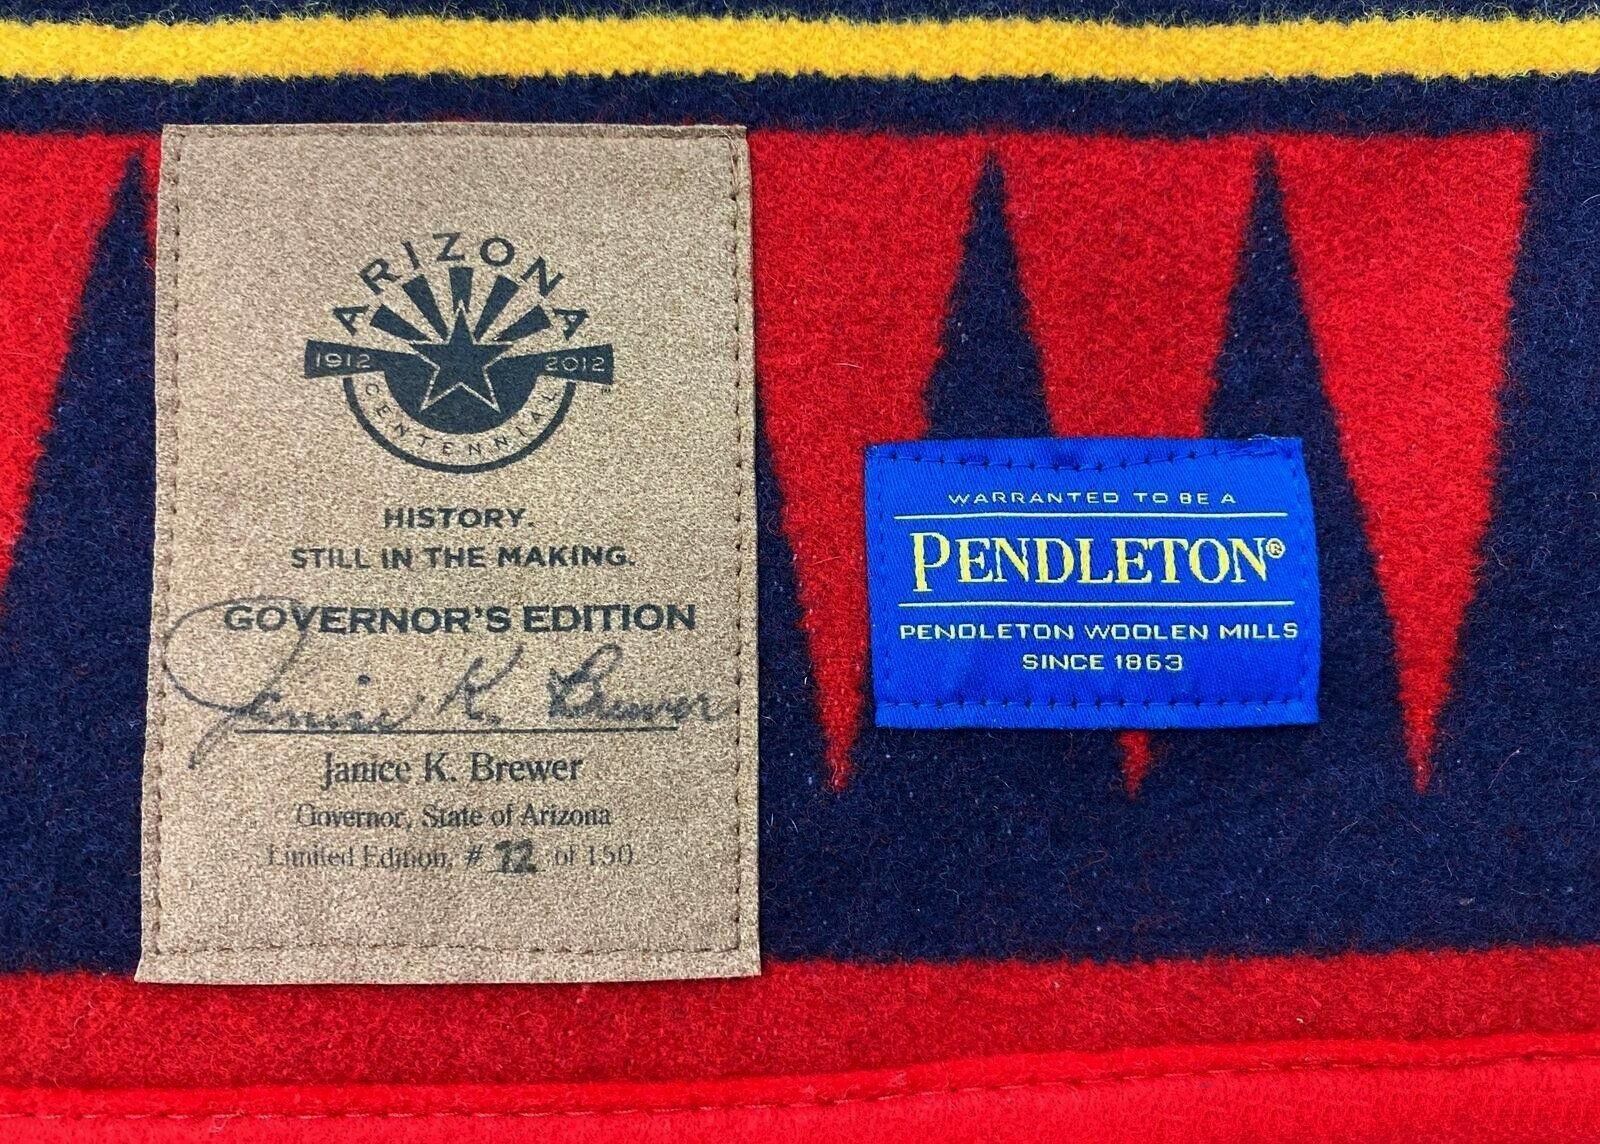 ARIZONA
1912 2012
CENTENNIAL
HISTORY.
STILL IN THE MAKING.
GOVERNOR'S EDITION
Janice K. Brewer
Janice K. Brewer
Governor, State of Arizona
Limited Edition, # 72 of 150
WARRANTED TO BE A
PENDLETON®
PENDLETON WOOLEN MILLS
SINCE 1863